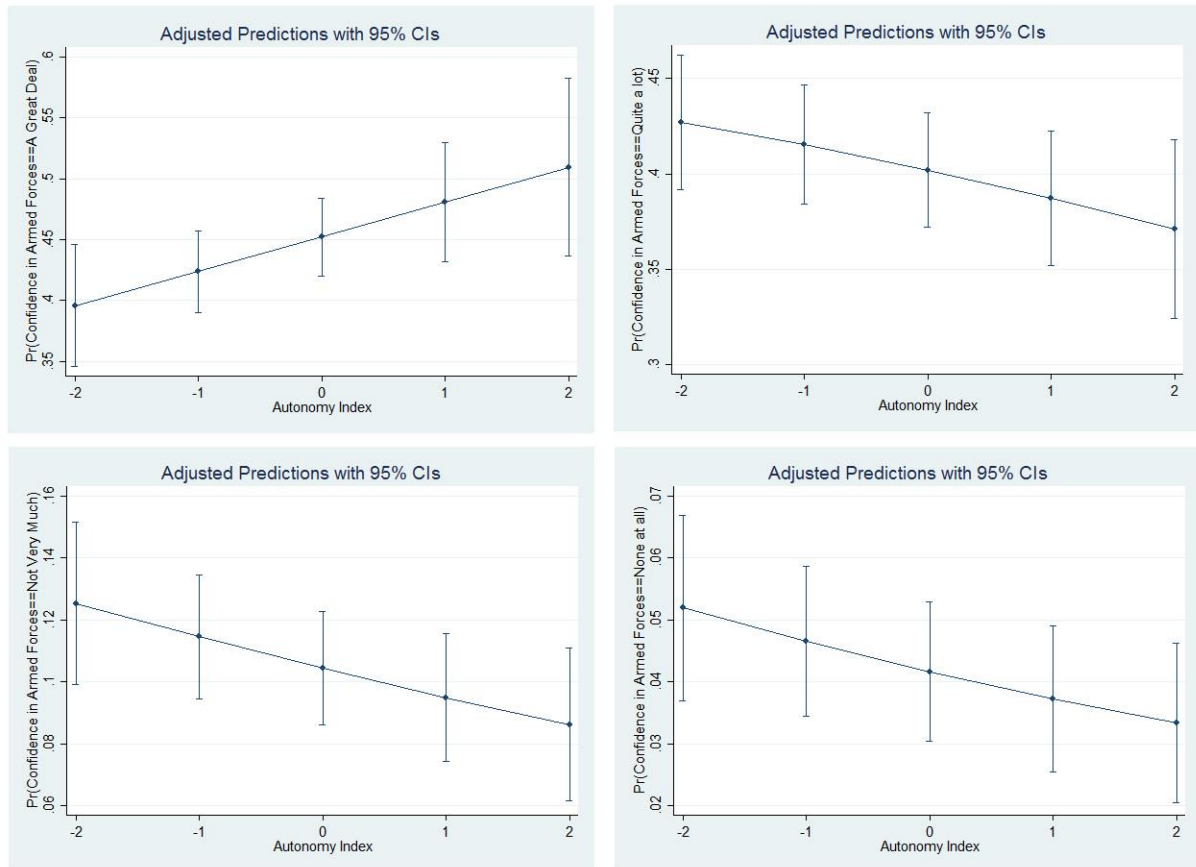 Adjusted Predictions with 95% CIs
Pr(Confidence in Armed Forces==A Great Deal)
.6
.55
.5
.45
.4
.35
-2 -1 0 1 2
Autonomy Index
Adjusted Predictions with 95% CIs
Pr(Confidence in Armed Forces==Quite a lot)
.45
.4
.35
.3
-2 -1 0 1 2
Autonomy Index
Adjusted Predictions with 95% CIs
Pr(Confidence in Armed Forces==Not Very Much)
.16
.14
.12
.1
.08
.06
-2 -1 0 1 2
Autonomy Index
Adjusted Predictions with 95% CIs
Pr(Confidence in Armed Forces==None at all)
.07
.06
.05
.04
.03
.02
-2 -1 0 1 2
Autonomy Index